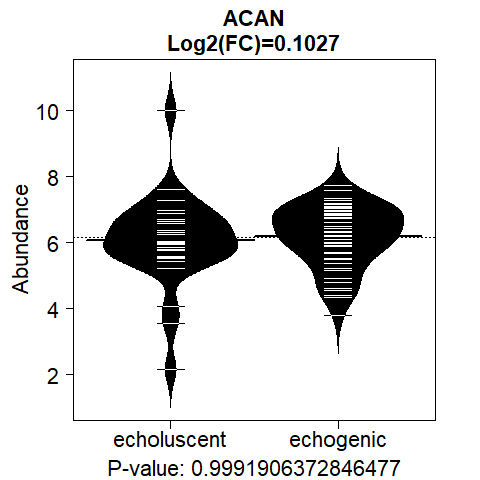 ACAN
Log2(FC)=0.1027
Abundance
10
8
6
4
2
echoluscent echogenic
P-value: 0.9991906372846477